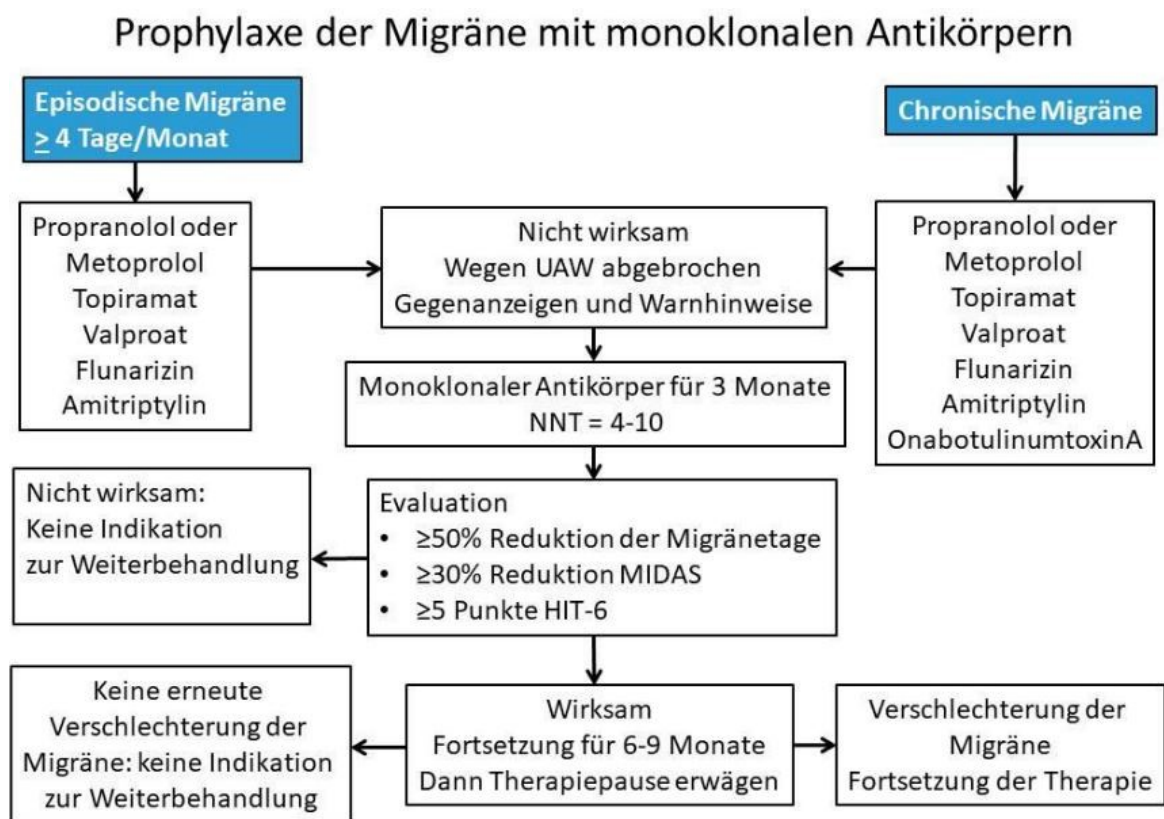 Prophylaxe der Migräne mit monoklonalen Antikörpern
Episodische Migräne
≥ 4 Tage/Monat
Chronische Migräne
Propranolol oder
Metoprolol
Topiramat
Valproat
Flunarizin
Amitriptylin
Nicht wirksam
Wegen UAW abgebrochen
Gegenanzeigen und Warnhinweise
Propranolol oder
Metoprolol
Topiramat
Valproat
Flunarizin
Amitriptylin
OnabotulinumtoxinA
Monoklonaler Antikörper für 3 Monate
NNT = 4-10
Nicht wirksam:
Keine Indikation
zur Weiterbehandlung
Evaluation
• ≥50% Reduktion der Migränetage
• ≥30% Reduktion MIDAS
• ≥5 Punkte HIT-6
Keine erneute
Verschlechterung der
Migräne: keine Indikation
zur Weiterbehandlung
Wirksam
Fortsetzung für 6-9 Monate
Dann Therapiepause erwägen
Verschlechterung der
Migräne
Fortsetzung der Therapie